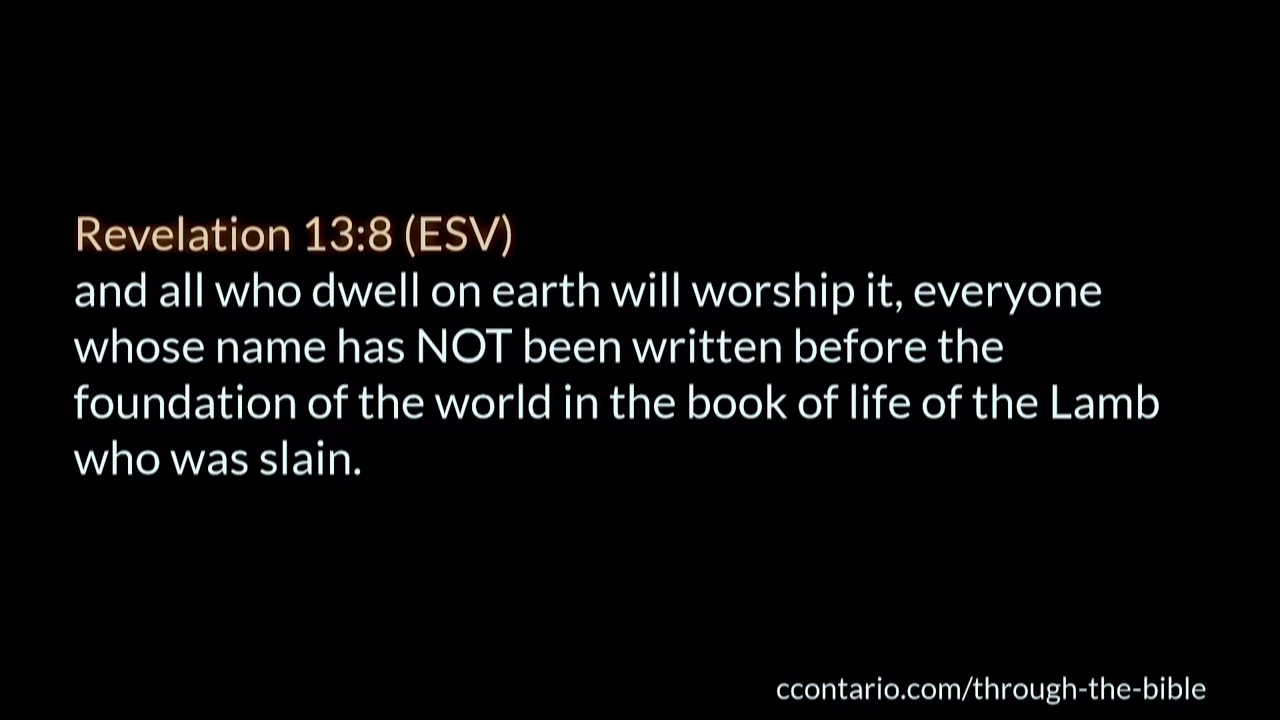 Revelation 13:8 (ESV)
and all who dwell on earth will worship it, everyone
whose name has NOT been written before the
foundation of the world in the book of life of the Lamb
who was slain.
ccontario.com/through-the-bible